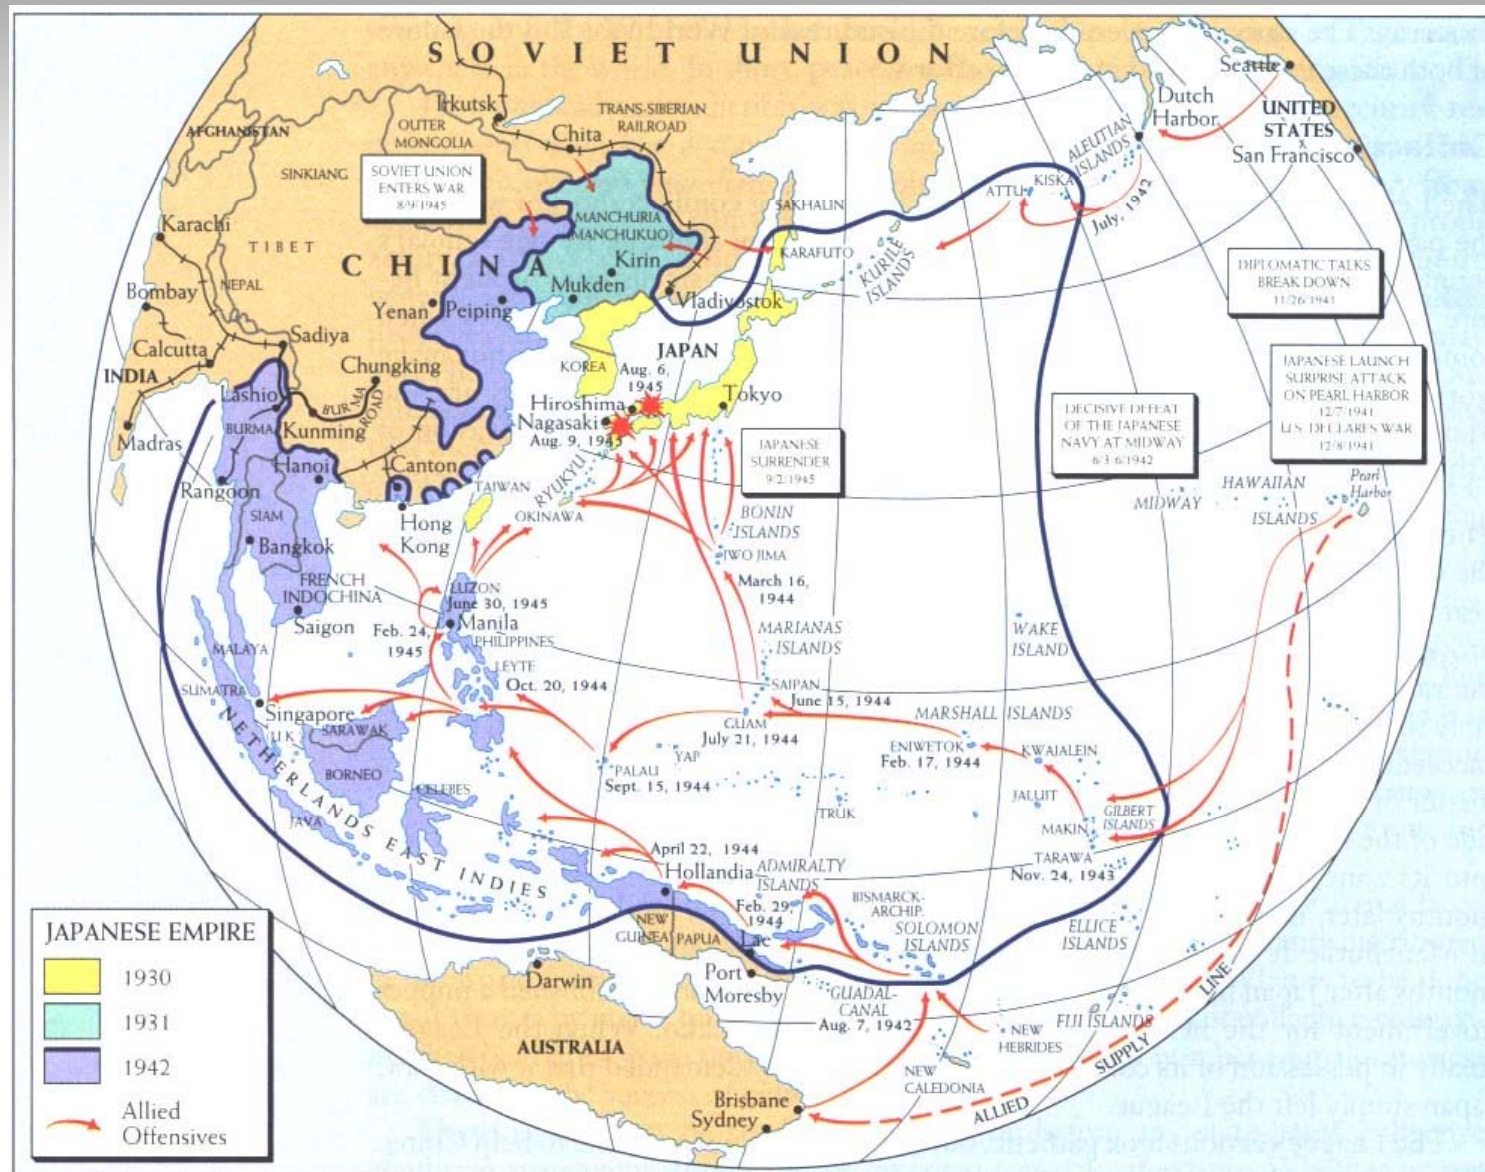 SOVIET UNION
Seattle
Dutch
Harbor
UNITED
STATES
San Francisco
Irkutsk
TRANS-SIBERIAN
RAILROAD
Chita
OUTER
MONGOLIA
AFGHANISTAN
SINKIANG
SOVIET UNION
ENTERS WAR
8/9/1945
ALEUTIAN
ISLANDS
ATTU
KISKA
July, 1942
SAKHALIN
MANCHURIA
(MANCHUKUO)
KARAFUTO
KURILE
ISLANDS
Karachi
TIBET
CHINA
Kirin
Mukden
NEPAL
Bombay
Yenan
Peiping
Vladivostok
DIPLOMATIC TALKS
BREAK DOWN
11/26/1941
Sadiya
Calcutta
INDIA
Chungking
KOREA
JAPAN
Aug. 6,
1945
JAPANESE LAUNCH
SURPRISE ATTACK
ON PEARL HARBOR
12/7/1941
U.S. DECLARES WAR
12/8/1941
Lashio
BURMA
ROAD
Hiroshima
Nagasaki
Aug. 9, 1945
Tokyo
DECISIVE DEFEAT
OF THE JAPANESE
NAVY AT MIDWAY
6/3-6/1942
Madras
BURMA
Kunming
Hanoi
Canton
JAPANESE
SURRENDER
9/2/1945
Rangoon
TAIWAN
RYUKYU
OKINAWA
MIDWAY
HAWAIIAN
ISLANDS
Pearl
Harbor
SIAM
Hong
Kong
BONIN
ISLANDS
Bangkok
IWO JIMA
FRENCH
INDOCHINA
LUZON
June 30, 1945
March 16,
1944
Saigon
Feb. 24,
1945
Manila
PHILIPPINES
MARIANAS
ISLANDS
WAKE
ISLAND
MALAYA
LEYTE
Oct. 20, 1944
SUMATRA
SAIPAN
June 15, 1944
Singapore
U.K.
SARAWAK
GUAM
July 21, 1944
MARSHALL ISLANDS
ENIWETOK
Feb. 17, 1944
KWAJALEIN
BORNEO
YAP
PALAU
Sept. 15, 1944
CELEBES
TRUK
JALUIT
GILBERT
ISLANDS
MAKIN
JAVA
NETHERLANDS EAST INDIES
TARAWA
Nov. 24, 1943
April 22, 1944
Hollandia
ADMIRALTY
ISLANDS
Feb. 29,
1944
BISMARCK
ARCHIP.
SOLOMON
ISLANDS
ELLICE
ISLANDS
NEW
GUINEA
PAPUA
Lae
Darwin
Port
Moresby
GUADAL-
CANAL
Aug. 7, 1942
NEW
HEBRIDES
FIJI ISLANDS
AUSTRALIA
NEW
CALEDONIA
ALLIED SUPPLY LINE
Brisbane
Sydney
JAPANESE EMPIRE
1930
1931
1942
Allied
Offensives